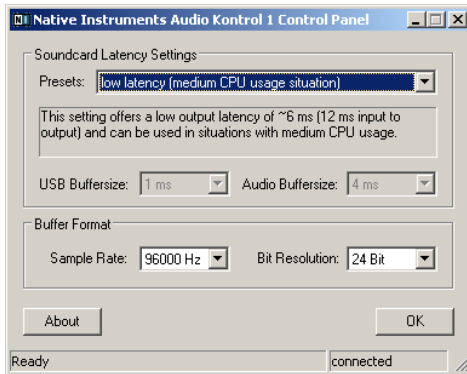 Native Instruments Audio Kontrol 1 Control Panel
Soundcard Latency Settings
Presets: low latency (medium CPU usage situation)
This setting offers a low output latency of ~6 ms (12 ms input to
output) and can be used in situations with medium CPU usage.
USB Buffersize: 1 ms Audio Buffersize: 4 ms
Buffer Format
Sample Rate: 96000 Hz Bit Resolution: 24 Bit
About OK
Ready connected